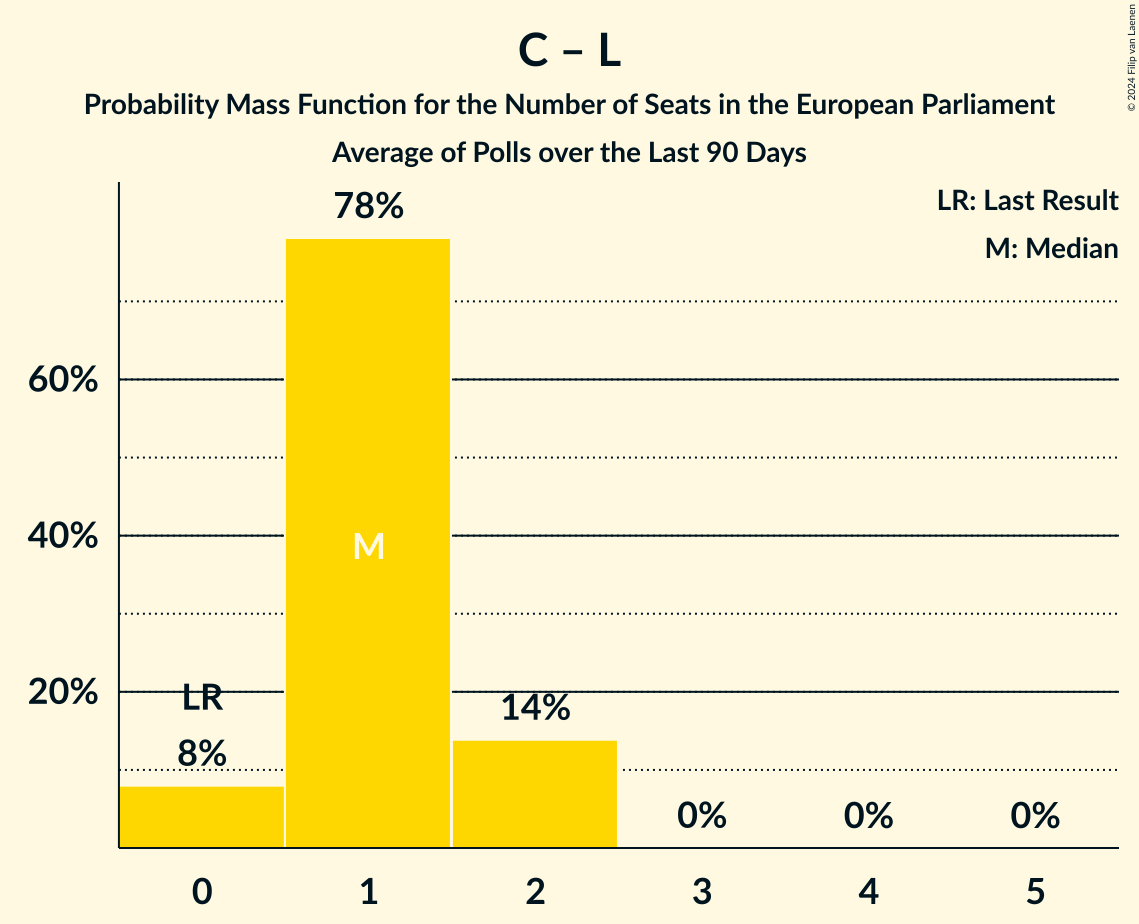 C – L
Probability Mass Function for the Number of Seats in the European Parliament
Average of Polls over the Last 90 Days
© 2024 Filip van Laenen
LR: Last Result
M: Median
78%
60%
40%
20%
M
LR
8%
14%
0%
0%
0%
0
1
2
3
4
5